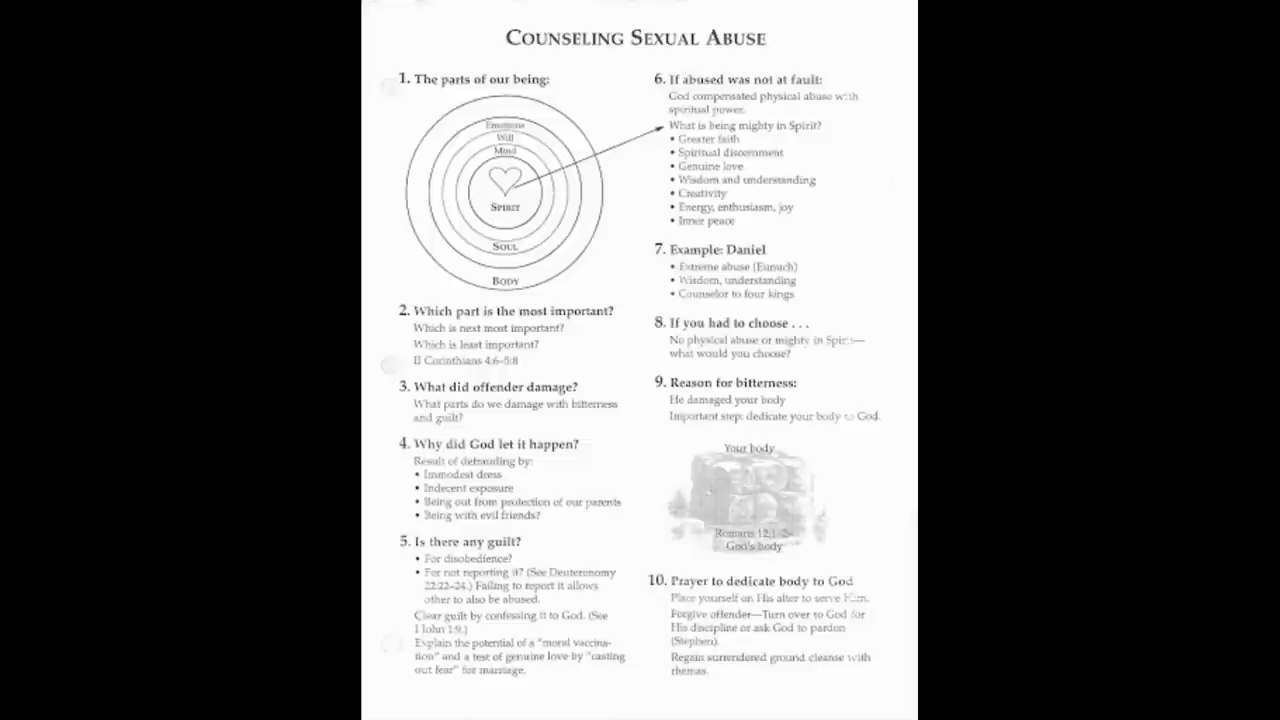 COUNSELING SEXUAL ABUSE
1. The parts of our being:
Emotions
Will
Mind
SPIRIT
SOUL
BODY
2. Which part is the most important?
Which is next most important?
Which is least important?
II Corinthians 4:6–5:8
3. What did offender damage?
What parts do we damage with bitterness
and guilt?
4. Why did God let it happen?
Result of defrauding by:
• Immodest dress
• Indecent exposure
• Being out from protection of our parents
• Being with evil friends?
5. Is there any guilt?
• For disobedience?
• For not reporting it? (See Deuteronomy
22:22–24.) Failing to report it allows
other to also be abused.
Clear guilt by confessing it to God. (See
I John 1:9.)
Explain the potential of a “moral vaccina-
tion” and a test of genuine love by “casting
out fear” for marriage.
6. If abused was not at fault:
God compensated physical abuse with
spiritual power.
What is being mighty in Spirit?
• Greater faith
• Spiritual discernment
• Genuine love
• Wisdom and understanding
• Creativity
• Energy, enthusiasm, joy
• Inner peace
7. Example: Daniel
• Extreme abuse (Eunuch)
• Wisdom, understanding
• Counselor to four kings
8. If you had to choose . . .
No physical abuse or mighty in Spirit—
what would you choose?
9. Reason for bitterness:
He damaged your body
Important step: dedicate your body to God.
Your body
Romans 12:1–2
God's body
10. Prayer to dedicate body to God
Place yourself on His alter to serve Him.
Forgive offender—Turn over to God for
His discipline or ask God to pardon
(Stephen).
Regain surrendered ground cleanse with
rhemas.